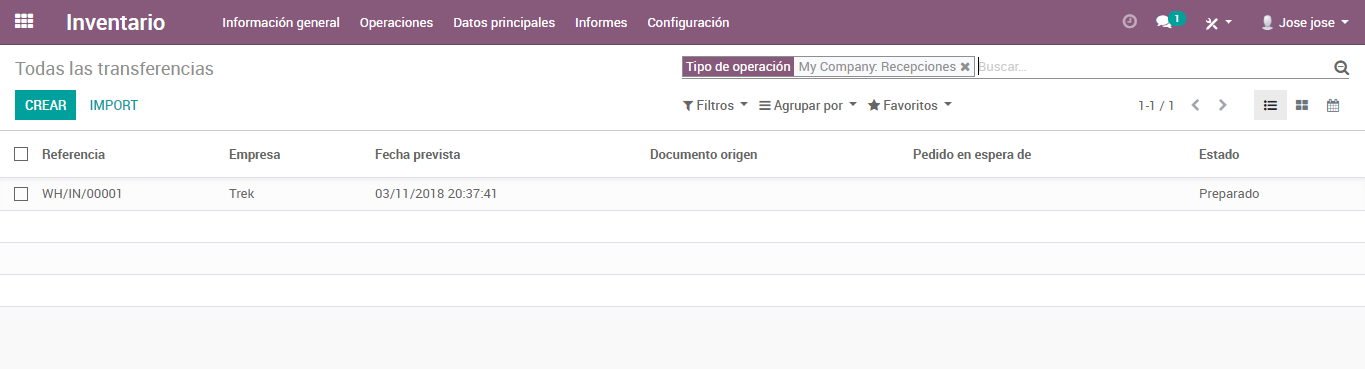 Inventario Información general Operaciones Datos principales Informes Configuración 1 Jose jose
Todas las transferencias Tipo de operación My Company: Recepciones Buscar...
CREAR IMPORT Filtros Agrupar por Favoritos 1-1 / 1
Referencia Empresa Fecha prevista Documento origen Pedido en espera de Estado
WH/IN/00001 Trek 03/11/2018 20:37:41 Preparado